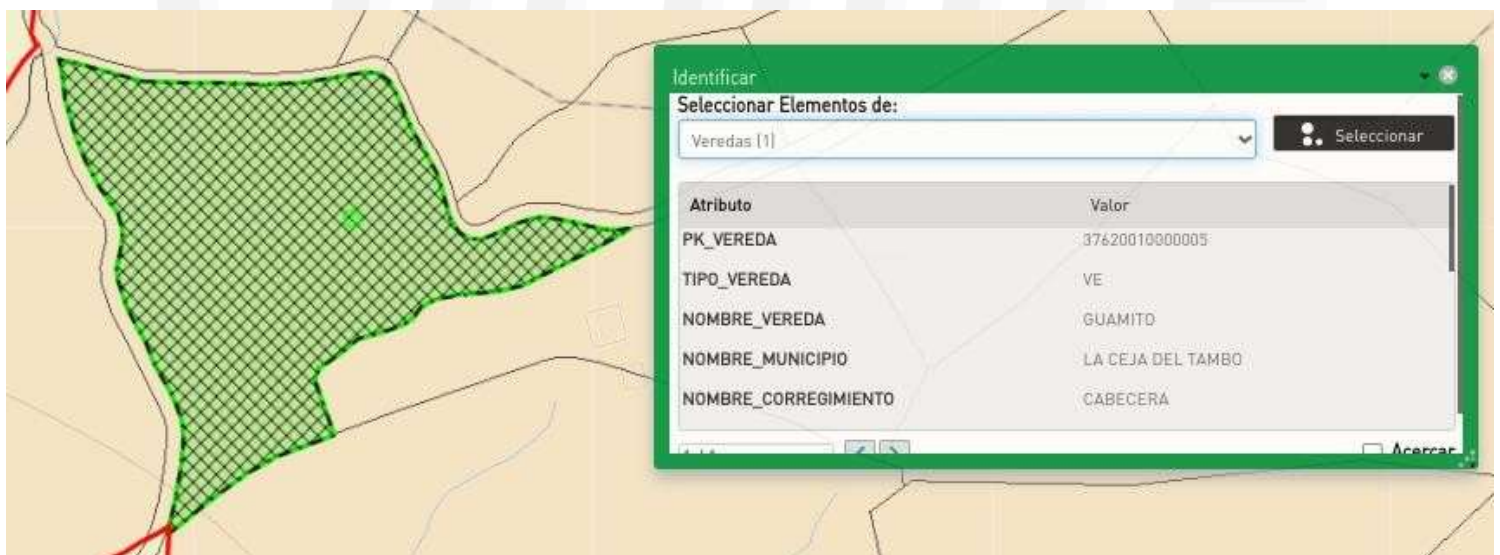 Identificar
Seleccionar Elementos de:
Veredas (1)
Seleccionar
Atributo Valor
PK_VEREDA 37620010000005
TIPO_VEREDA VE
NOMBRE_VEREDA GUAMITO
NOMBRE_MUNICIPIO LA CEJA DEL TAMBO
NOMBRE_CORREGIMIENTO CABECERA
Acercar